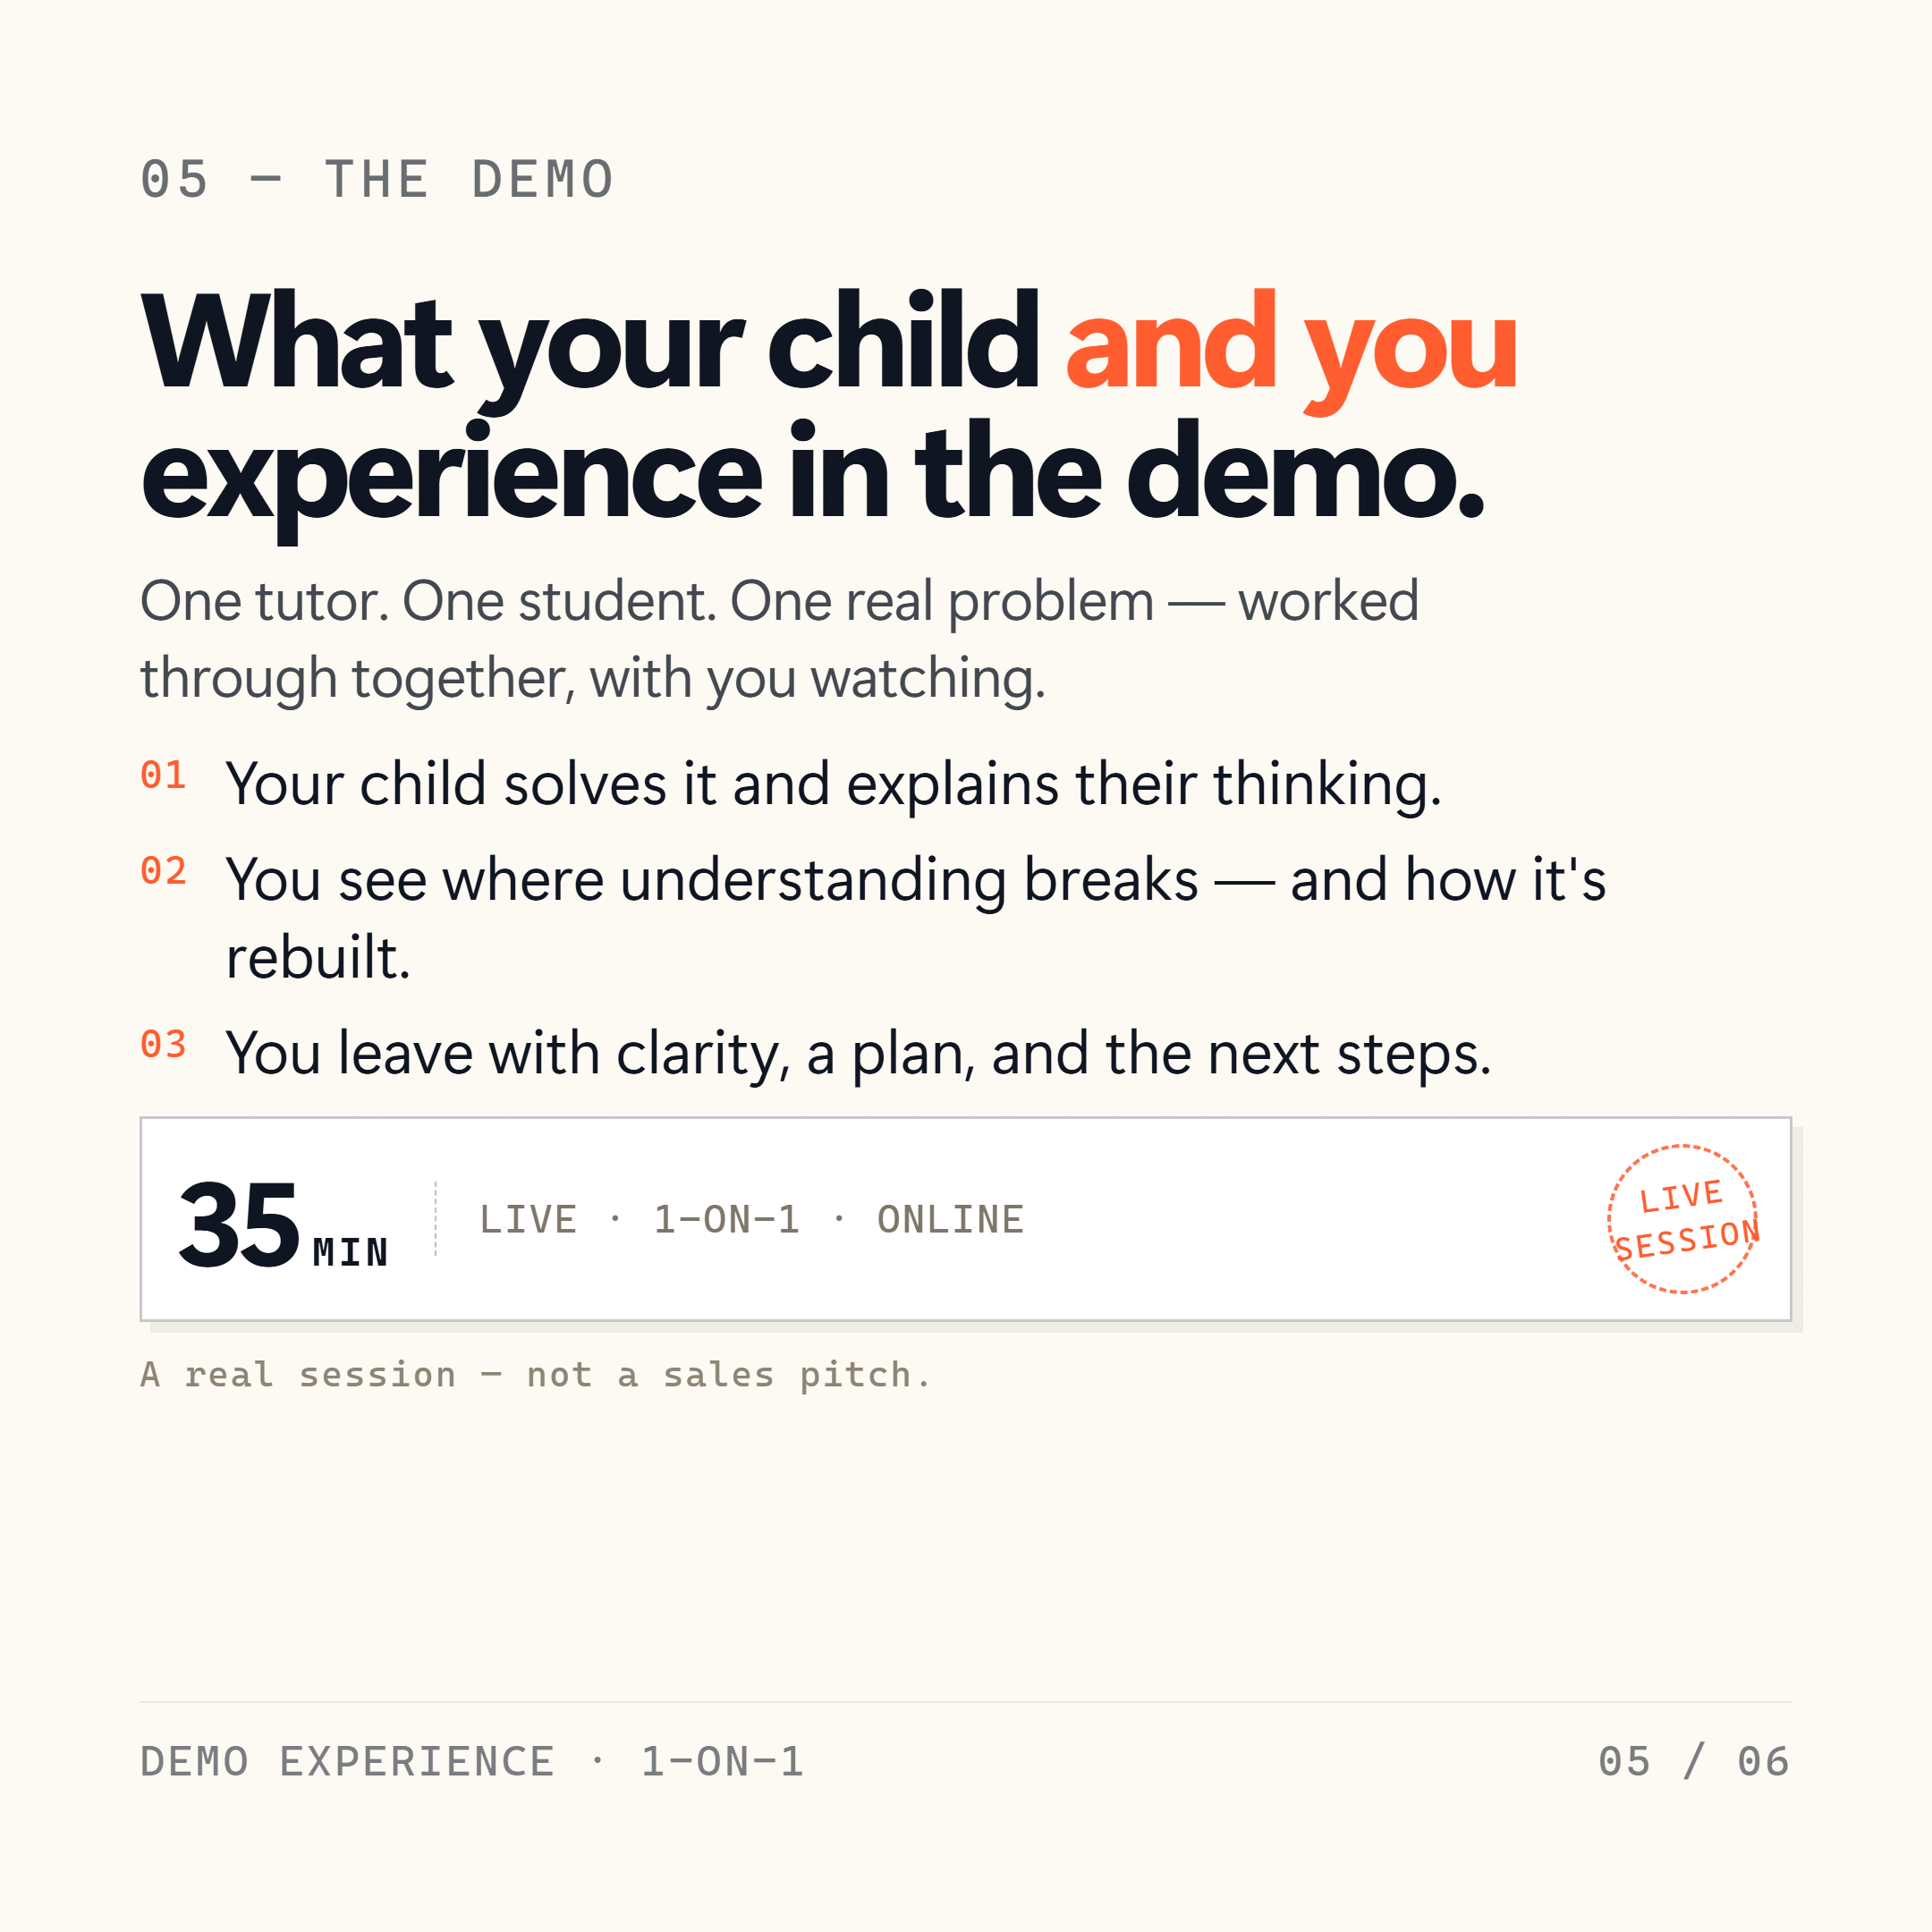 05 — THE DEMO
What your child and you
experience in the demo.
One tutor. One student. One real problem — worked
through together, with you watching.
01 Your child solves it and explains their thinking.
02 You see where understanding breaks — and how it's
rebuilt.
03 You leave with clarity, a plan, and the next steps.
35 MIN LIVE · 1-ON-1 · ONLINE
LIVE
SESSION
A real session — not a sales pitch.
DEMO EXPERIENCE · 1-ON-1
05 / 06